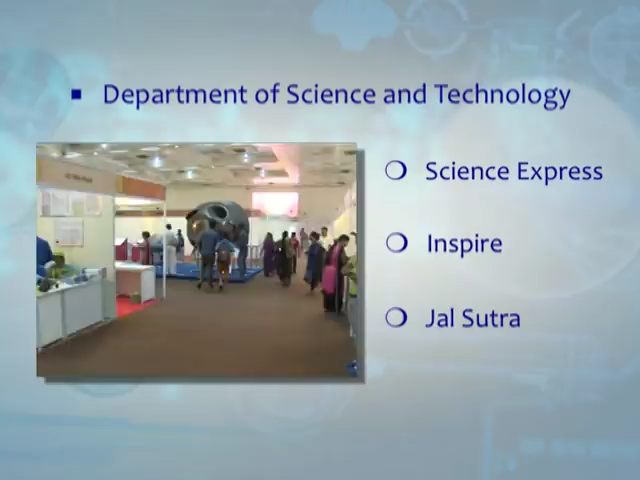 Department of Science and Technology
Science Express
Inspire
Jal Sutra